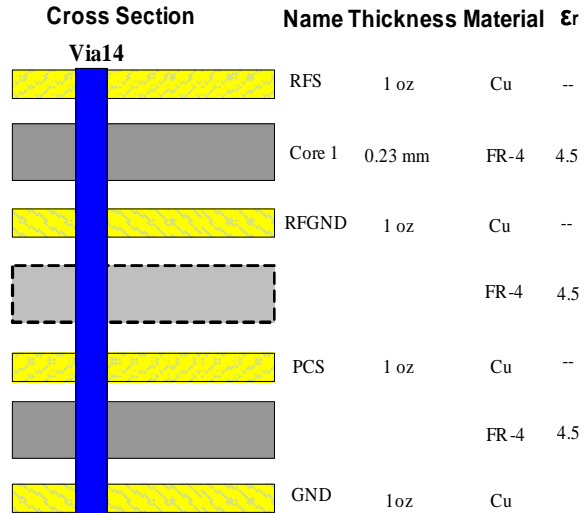 Cross Section Name Thickness Material εr
Via14
RFS 1 oz Cu --
Core 1 0.23 mm FR-4 4.5
RFGND 1 oz Cu --
FR-4 4.5
PCS 1 oz Cu --
FR-4 4.5
GND 1oz Cu